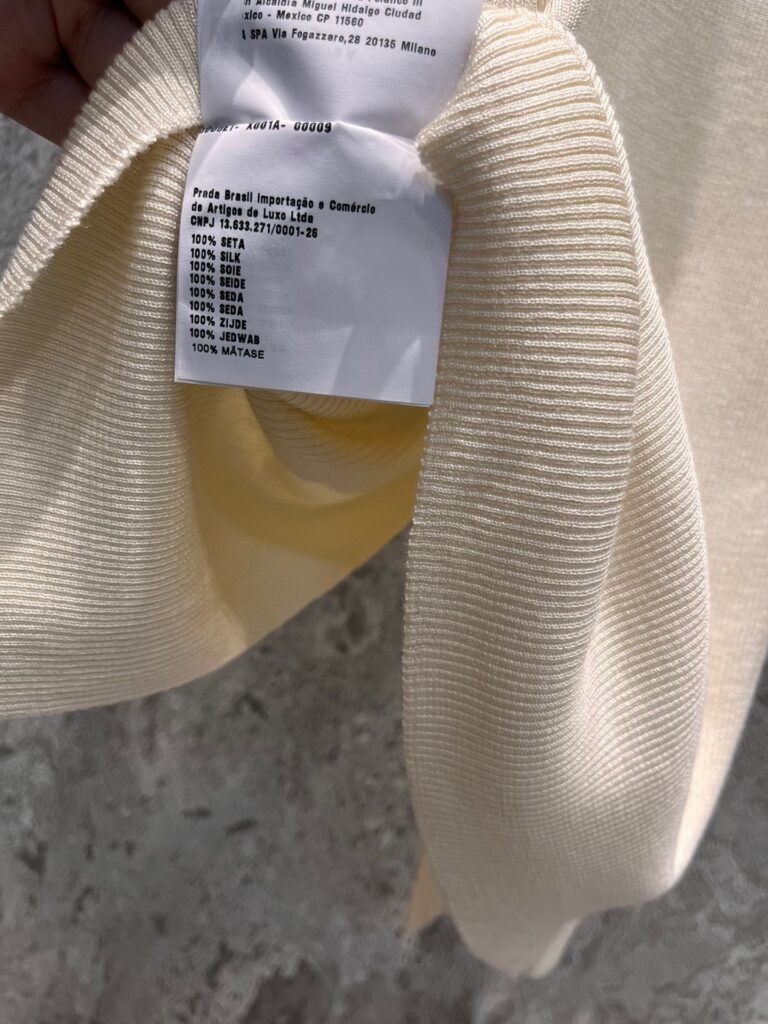 Alcaldia Miguel Hidalgo Ciudad
- Mexico CP 11560
SPA Via Fogazzaro,28 20135 Milano
X001A- 00009
Prada Brasil Importação e Comércio
de Artigos de Luxo Ltda
CNPJ 13.633.271/0001-26
100% SETA
100% SILK
100% SOIE
100% SEIDE
100% SEDA
100% SEDA
100% ZIJDE
100% JEDWAB
100% MĂTASE